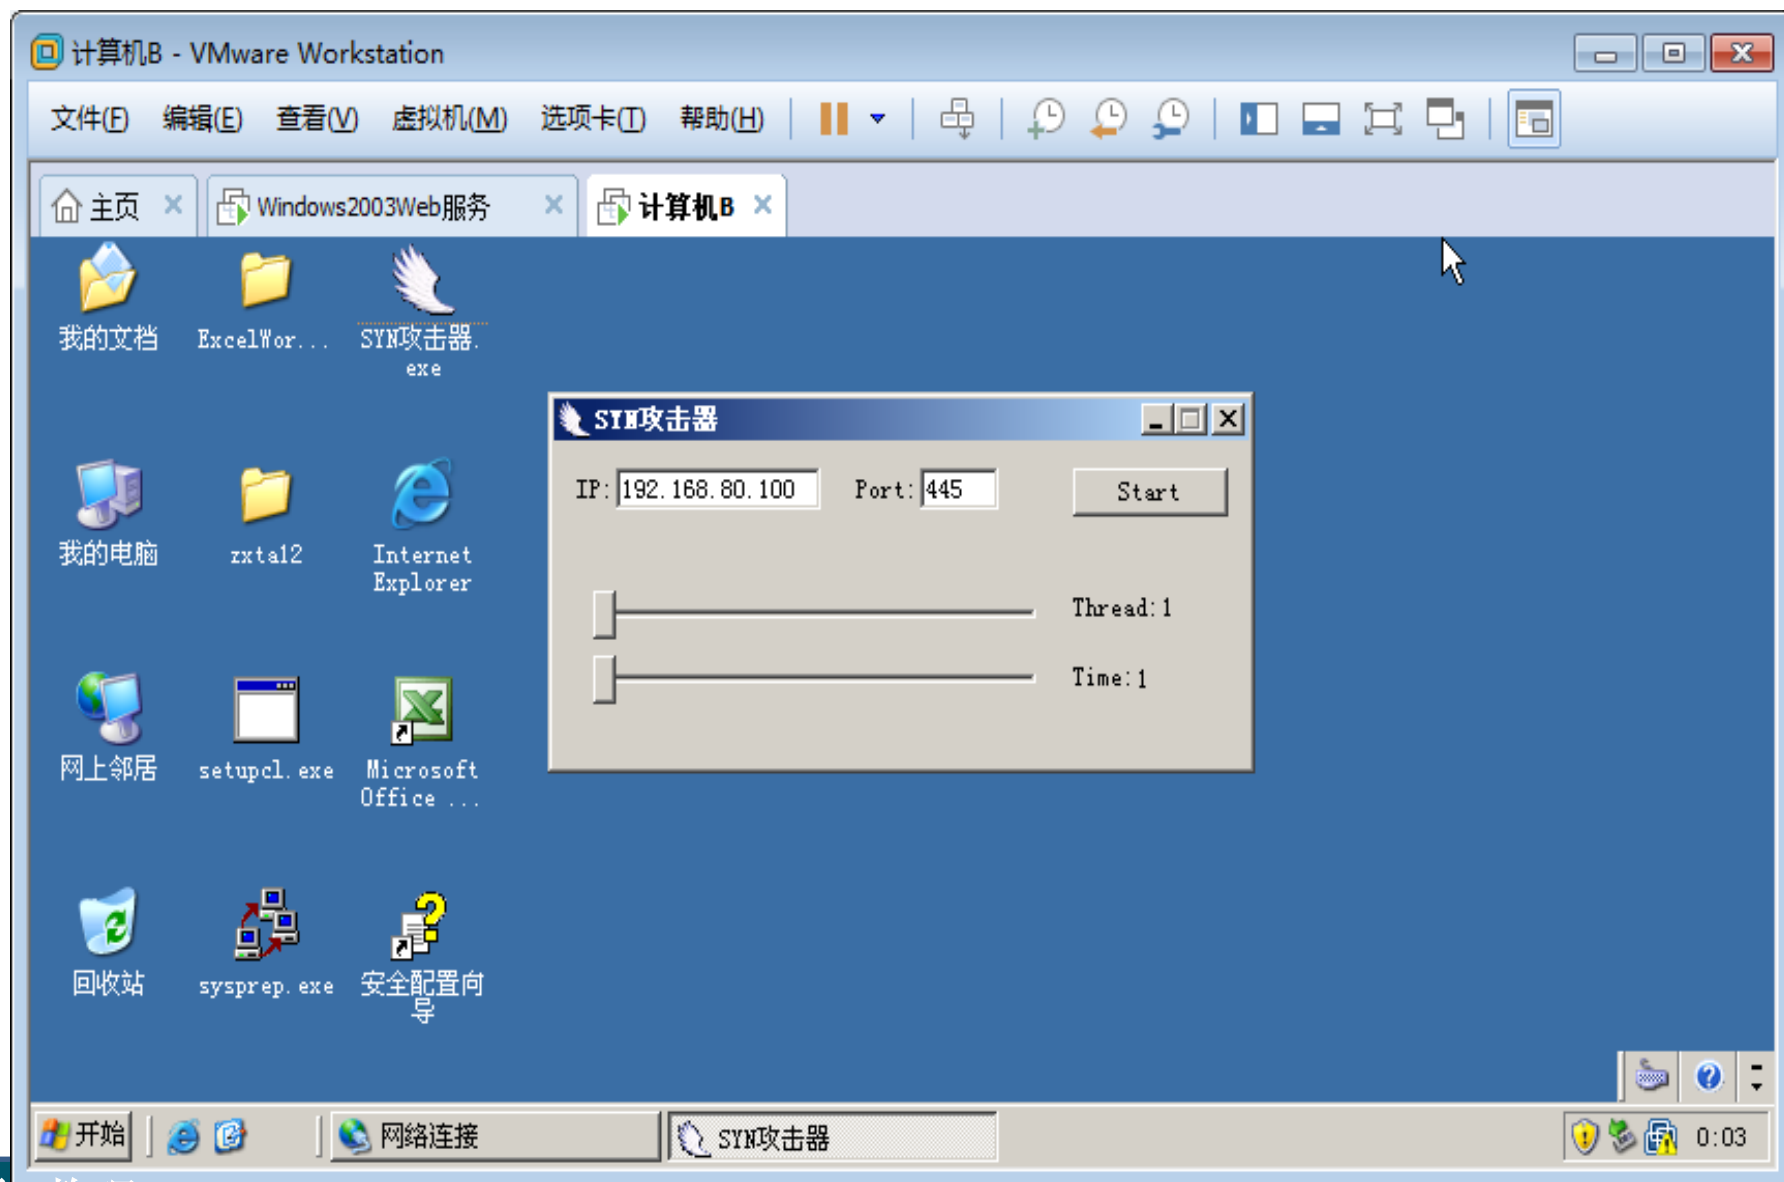 计算机B - VMware Workstation
文件(F) 编辑(E) 查看(V) 虚拟机(M) 选项卡(T) 帮助(H)
主页 Windows2003Web服务 计算机B
我的文档 ExcelWor... SYN攻击器.
exe
SYN攻击器
IP: 192.168.80.100 Port: 445 Start
我的电脑 zxta12 Internet
Explorer
Thread:1
Time:1
网上邻居 setupcl.exe Microsoft
Office ...
回收站 sysprep.exe 安全配置向
导
开始 网络连接 SYN攻击器 0:03